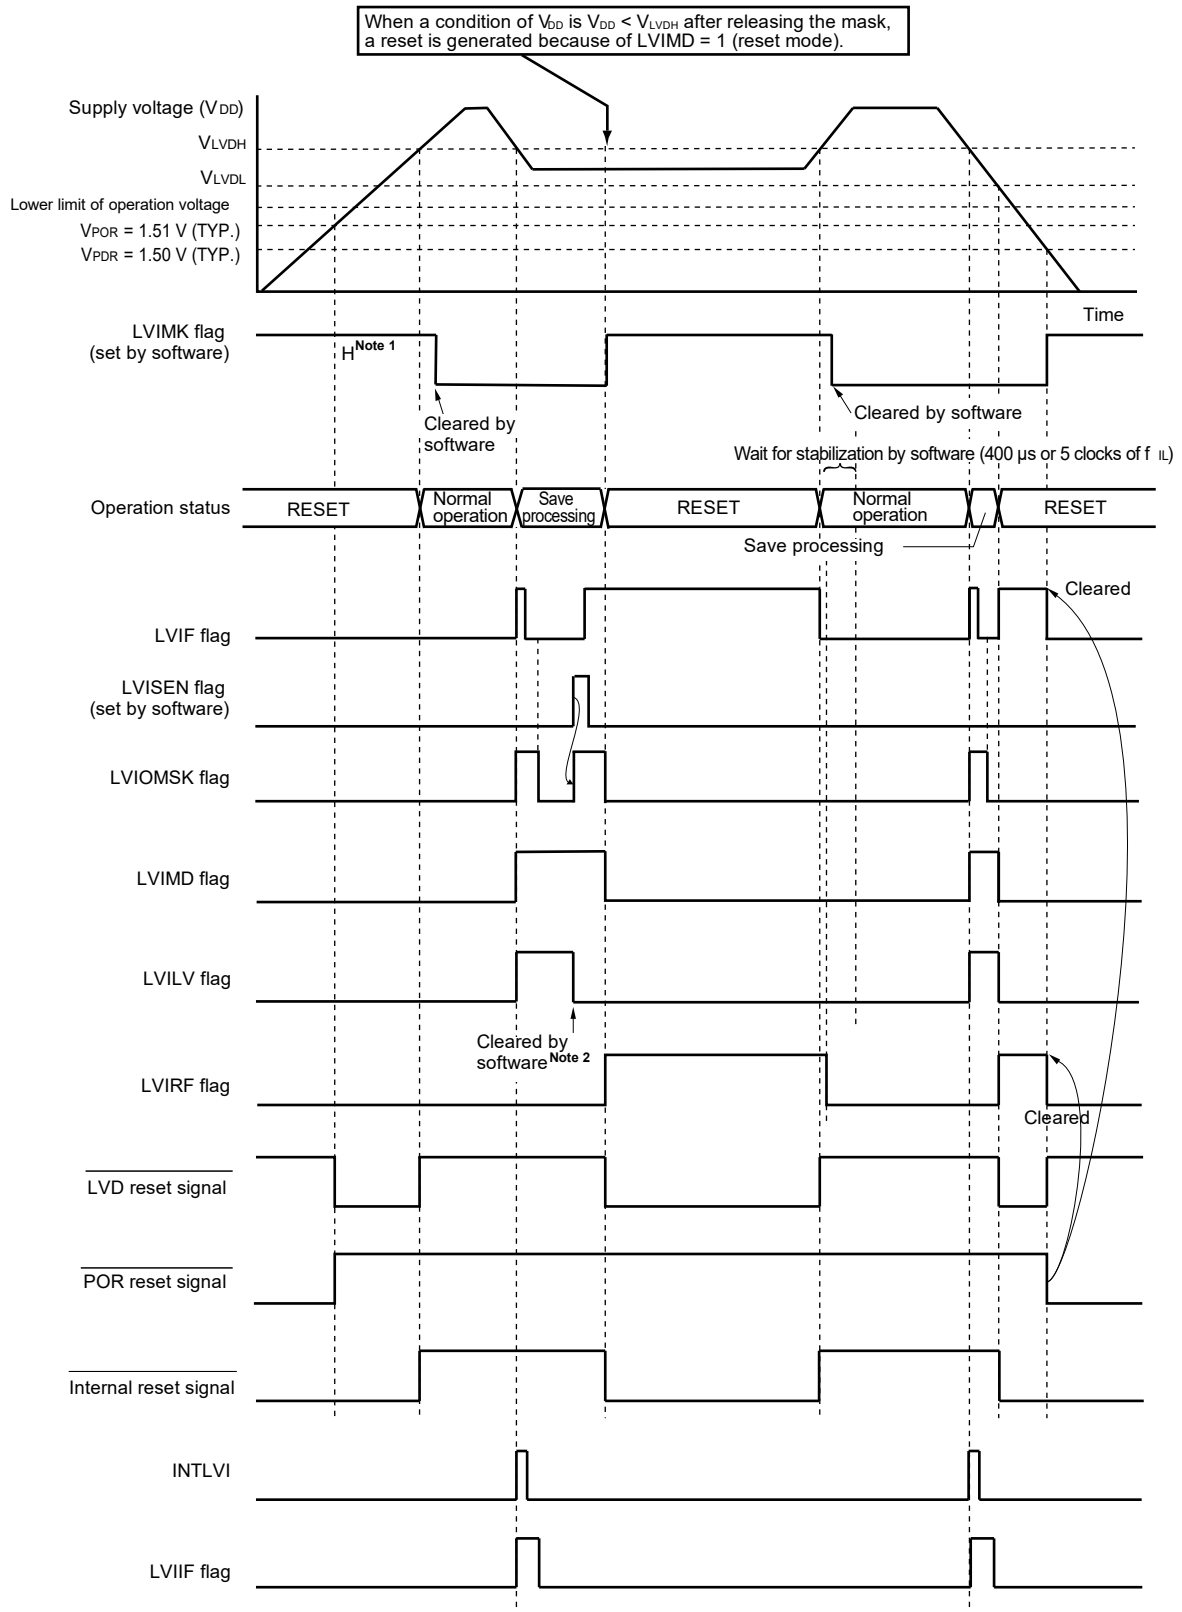 When a condition of VDD is VDD < VLVDH after releasing the mask,
a reset is generated because of LVIMD = 1 (reset mode).
Supply voltage (VDD)
VLVDH
VLVDL
Lower limit of operation voltage
VPOR = 1.51 V (TYP.)
VPDR = 1.50 V (TYP.)
Time
LVIMK flag
(set by software)
H Note 1
Cleared by
software
Cleared by software
Wait for stabilization by software (400 μs or 5 clocks of f IL)
Operation status
RESET
Normal
operation
Save
processing
RESET
Normal
operation
RESET
Save processing
Cleared
LVIF flag
LVISEN flag
(set by software)
LVIOMSK flag
LVIMD flag
LVILV flag
Cleared by
software Note 2
LVIRF flag
Cleared
LVD reset signal
POR reset signal
Internal reset signal
INTLVI
LVIIF flag